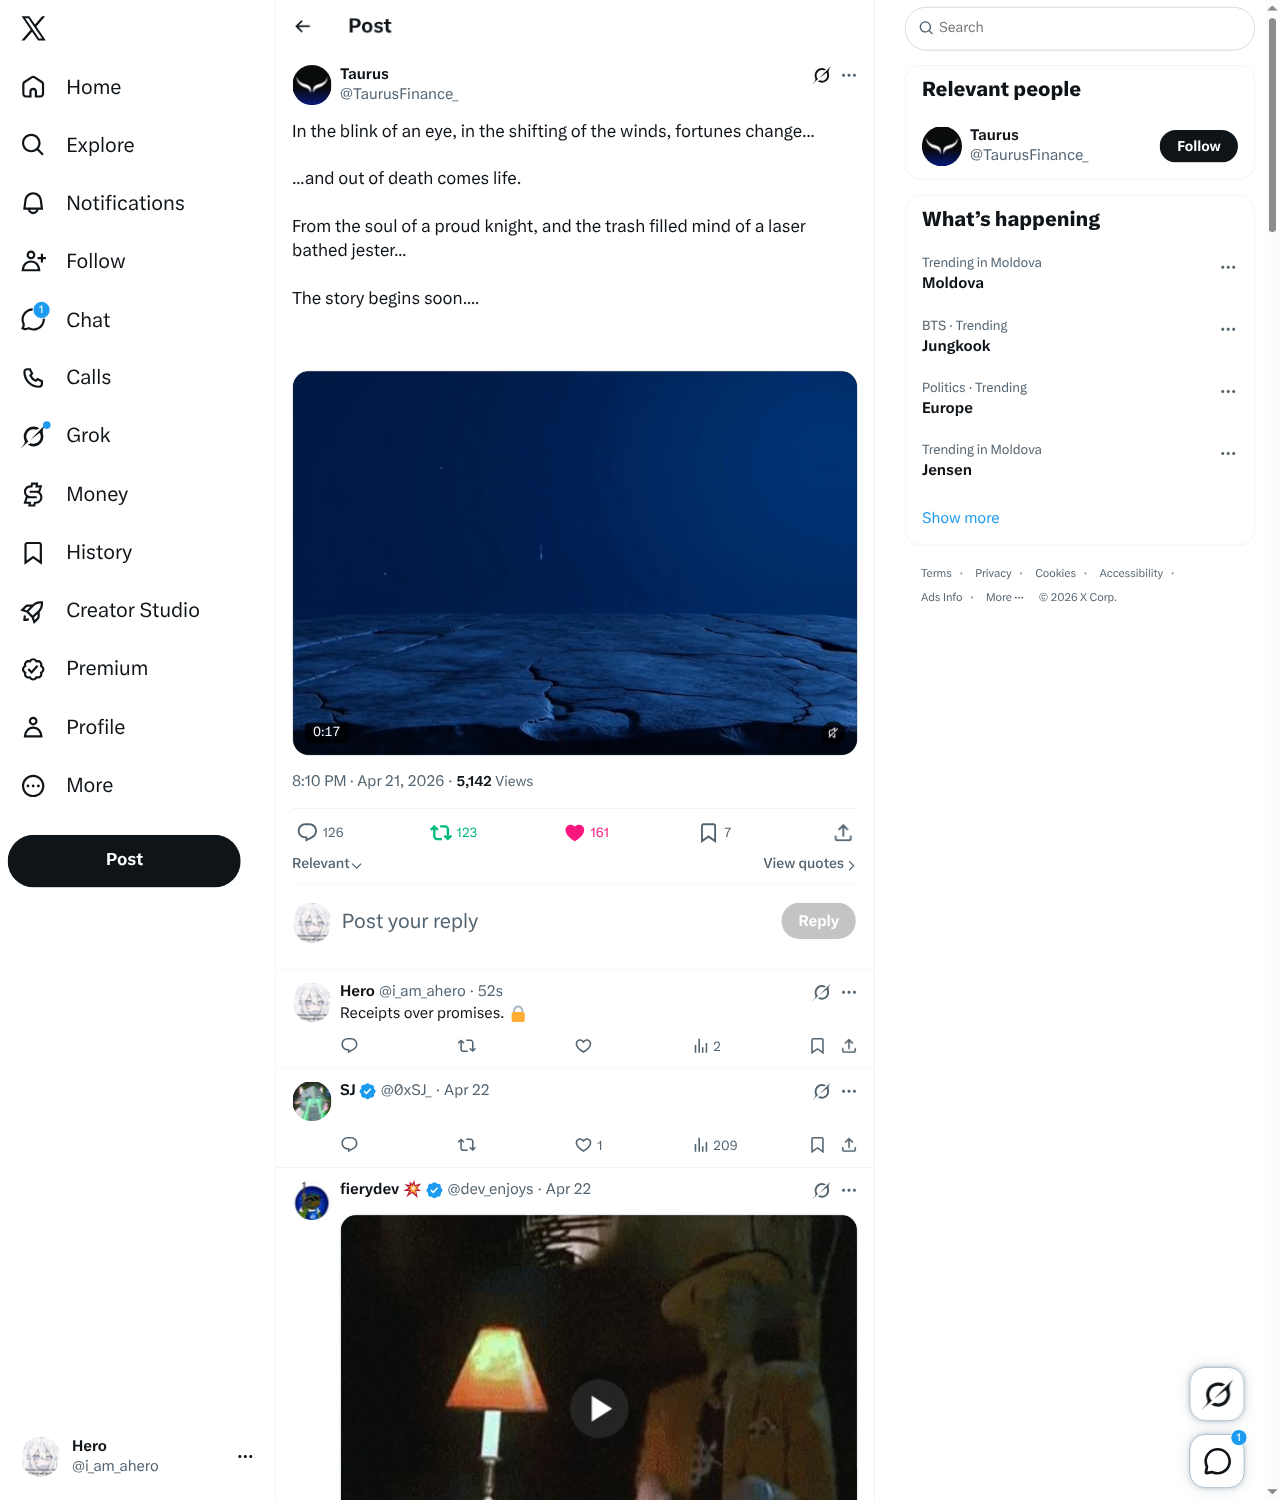 Home
Explore
Notifications
Follow
1
Chat
Calls
Grok
Money
History
Creator Studio
Premium
Profile
More
Post
Hero
@i_am_ahero
Post
Taurus
@TaurusFinance_
In the blink of an eye, in the shifting of the winds, fortunes change...
...and out of death comes life.
From the soul of a proud knight, and the trash filled mind of a laser
bathed jester...
The story begins soon....
0:17
8:10 PM · Apr 21, 2026 · 5,142 Views
126 123 161 7
Relevant View quotes
Post your reply Reply
Hero @i_am_ahero · 52s
Receipts over promises. 🔒
2
SJ @0xSJ_ · Apr 22
1 209
fierydev 💥 @dev_enjoys · Apr 22
Search
Relevant people
Taurus
@TaurusFinance_
Follow
What’s happening
Trending in Moldova
Moldova
BTS · Trending
Jungkook
Politics · Trending
Europe
Trending in Moldova
Jensen
Show more
Terms · Privacy · Cookies · Accessibility ·
Ads Info · More ··· © 2026 X Corp.
1